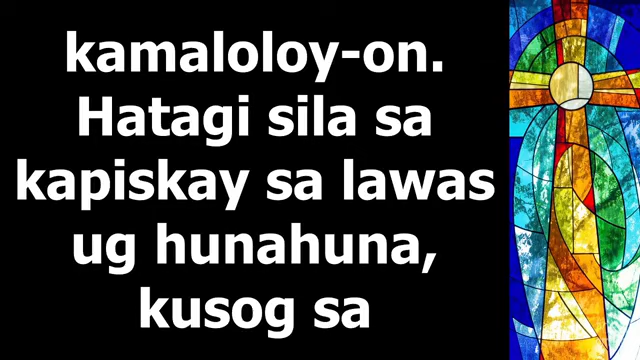 kamaloloy-on.
Hatagi sila sa
kapiskay sa lawas
ug hunahuna,
kusog sa